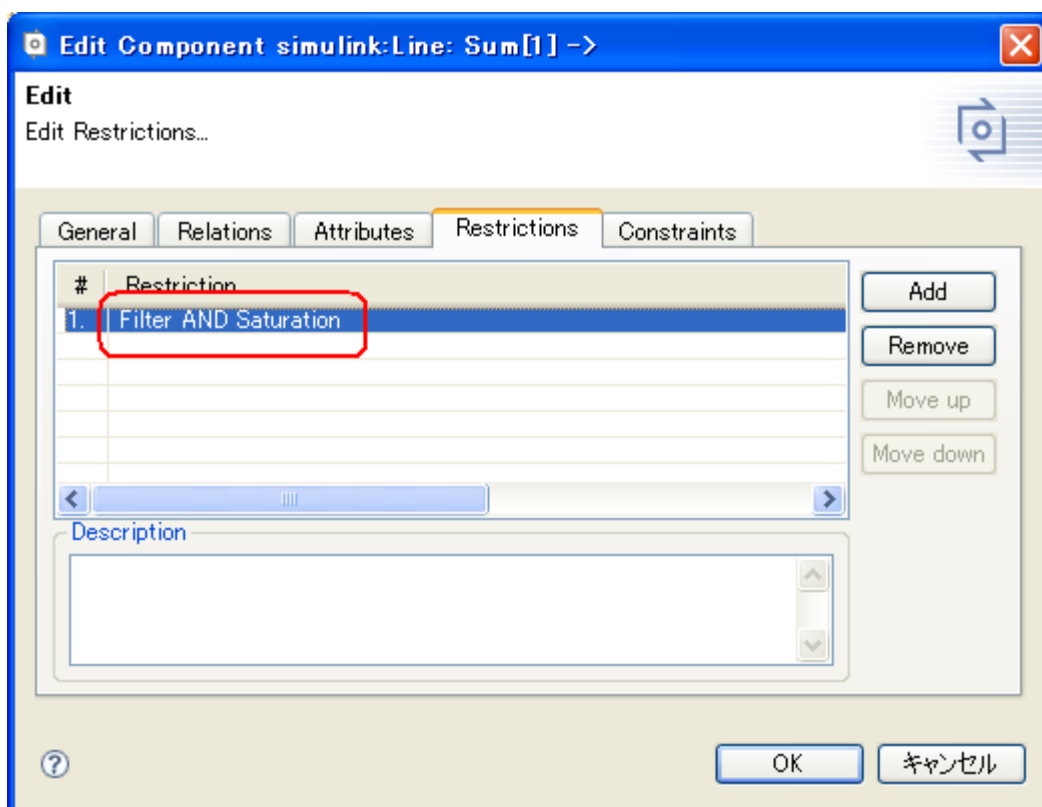 Edit Component simulink:Line: Sum[1] ->
Edit
Edit Restrictions...
General Relations Attributes Restrictions Constraints
# Restriction
1. Filter AND Saturation
Add
Remove
Move up
Move down
Description
OK キャンセル